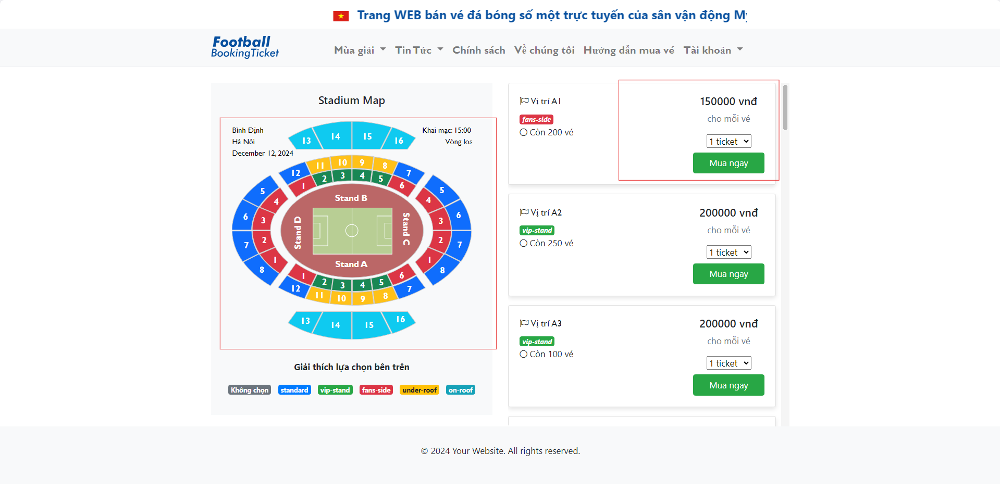 Trang WEB bán vé đá bóng số một trực tuyến của sân vận động
Football
BookingTicket
Mùa giải
Tin Tức
Chính sách
Về chúng tôi
Hướng dẫn mua vé
Tài khoản
Stadium Map
Bình Định
Hà Nội
December 12, 2024
Khai mạc: 15:00
Vòng
13 14 15 16
12 11 10 9 8 7
1 2 3 4 5 6
5 4
6 3
7 2
8 1
4 5
3 6
2 7
1 8
Stand B
Stand D
Stand C
Stand A
1 2 3 4 5 6
12 11 10 9 8 7
13 14 15 16
Giải thích lựa chọn bên trên
Không chọn standard vip-stand fans-side under-roof on-roof
Vị trí A1
fans-side
Còn 200 vé
150000 vnđ
cho mỗi vé
1 ticket
Mua ngay
Vị trí A2
vip-stand
Còn 250 vé
200000 vnđ
cho mỗi vé
1 ticket
Mua ngay
Vị trí A3
vip-stand
Còn 100 vé
200000 vnđ
cho mỗi vé
1 ticket
Mua ngay
© 2024 Your Website. All rights reserved.